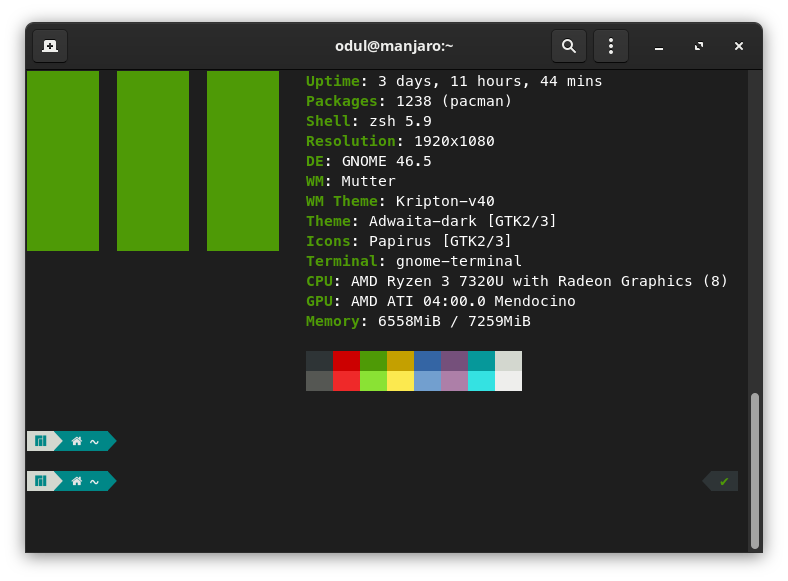 odul@manjaro:~
Uptime: 3 days, 11 hours, 44 mins
Packages: 1238 (pacman)
Shell: zsh 5.9
Resolution: 1920x1080
DE: GNOME 46.5
WM: Mutter
WM Theme: Kripton-v40
Theme: Adwaita-dark [GTK2/3]
Icons: Papirus [GTK2/3]
Terminal: gnome-terminal
CPU: AMD Ryzen 3 7320U with Radeon Graphics (8)
GPU: AMD ATI 04:00.0 Mendocino
Memory: 6558MiB / 7259MiB
~
~ ✔